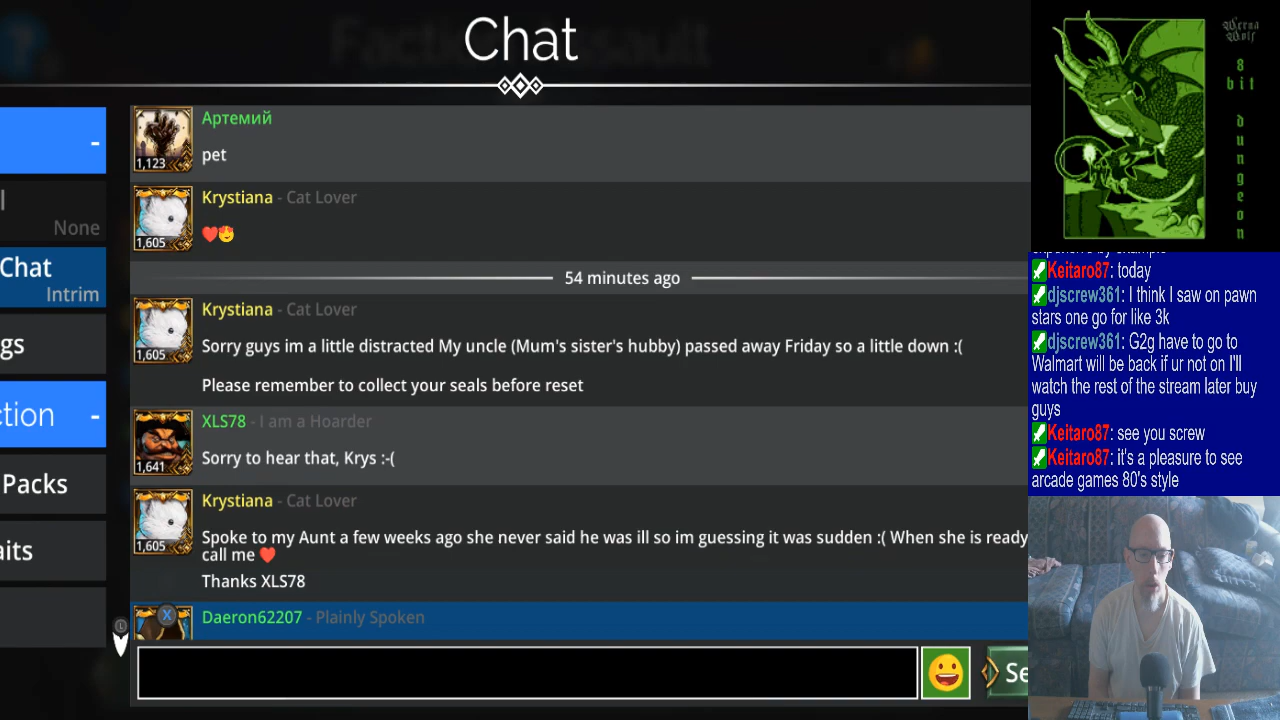 Chat
-
l
None
Chat
Intrim
gs
ction -
Packs
aits
Артемий
1,123
pet
Krystiana - Cat Lover
1,605
❤️😍
54 minutes ago
Krystiana - Cat Lover
1,605
Sorry guys im a little distracted My uncle (Mum's sister's hubby) passed away Friday so a little down :(
Please remember to collect your seals before reset
XLS78 - I am a Hoarder
1,641
Sorry to hear that, Krys :-(
Krystiana - Cat Lover
1,605
Spoke to my Aunt a few weeks ago she never said he was ill so im guessing it was sudden :( When she is ready
call me ❤️
Thanks XLS78
X
Daeron62207 - Plainly Spoken
L
Se
Werna
Wolf
8
bit
dungeon
Keitaro87: today
djscrew361: I think I saw on pawn
stars one go for like 3k
djscrew361: G2g have to go to
Walmart will be back if ur not on I'll
watch the rest of the stream later buy
guys
Keitaro87: see you screw
Keitaro87: it's a pleasure to see
arcade games 80's style